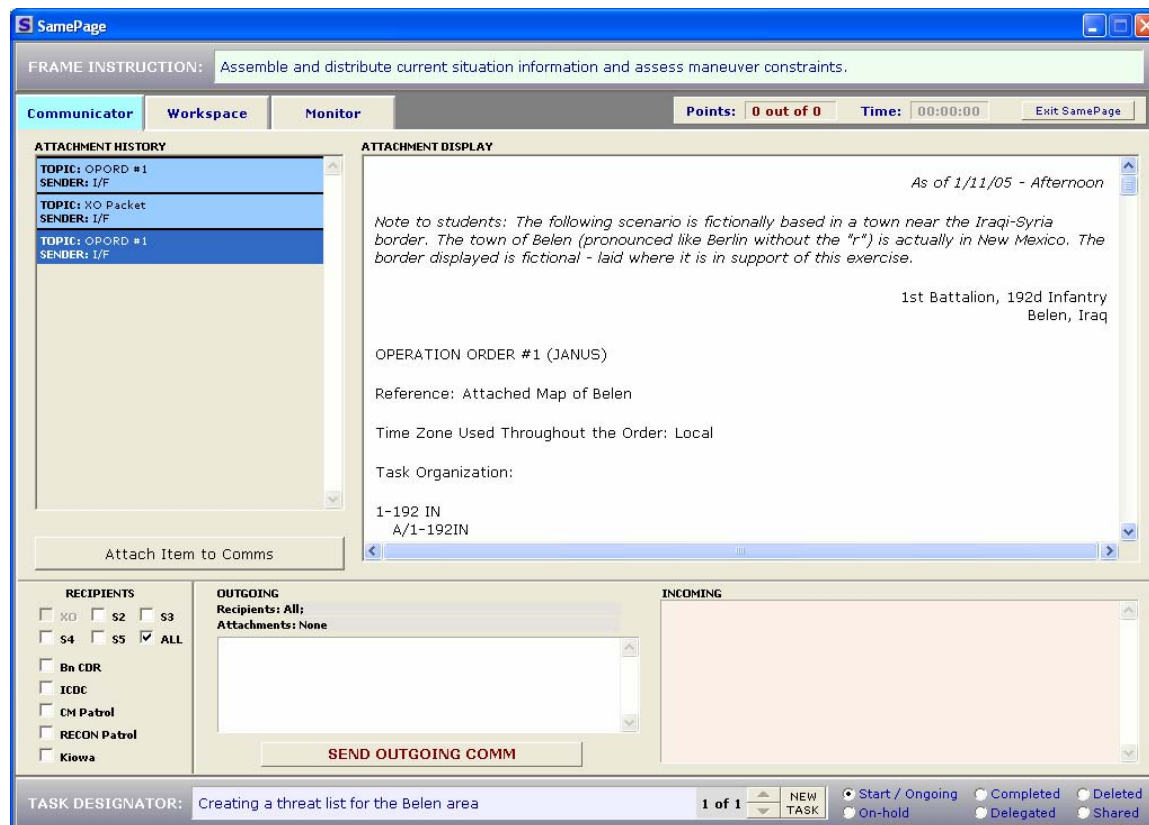 SamePage
FRAME INSTRUCTION: Assemble and distribute current situation information and assess maneuver constraints.
Communicator Workspace Monitor Points: 0 out of 0 Time: 00:00:00 Exit SamePage
ATTACHMENT HISTORY
TOPIC: OPORD #1
SENDER: I/F
TOPIC: XO Packet
SENDER: I/F
TOPIC: OPORD #1
SENDER: I/F
Attach Item to Comms
ATTACHMENT DISPLAY
As of 1/11/05 - Afternoon
Note to students: The following scenario is fictionally based in a town near the Iraqi-Syria
border. The town of Belen (pronounced like Berlin without the "r") is actually in New Mexico. The
border displayed is fictional - laid where it is in support of this exercise.
1st Battalion, 192d Infantry
Belen, Iraq
OPERATION ORDER #1 (JANUS)
Reference: Attached Map of Belen
Time Zone Used Throughout the Order: Local
Task Organization:
1-192 IN
A/1-192IN
RECIPIENTS
XO S2 S3
S4 S5 ALL
Bn CDR
ICDC
CM Patrol
RECON Patrol
Kiowa
OUTGOING
Recipients: All;
Attachments: None
SEND OUTGOING COMM
INCOMING
TASK DESIGNATOR: Creating a threat list for the Belen area 1 of 1 NEW TASK
Start / Ongoing Completed Deleted
On-hold Delegated Shared